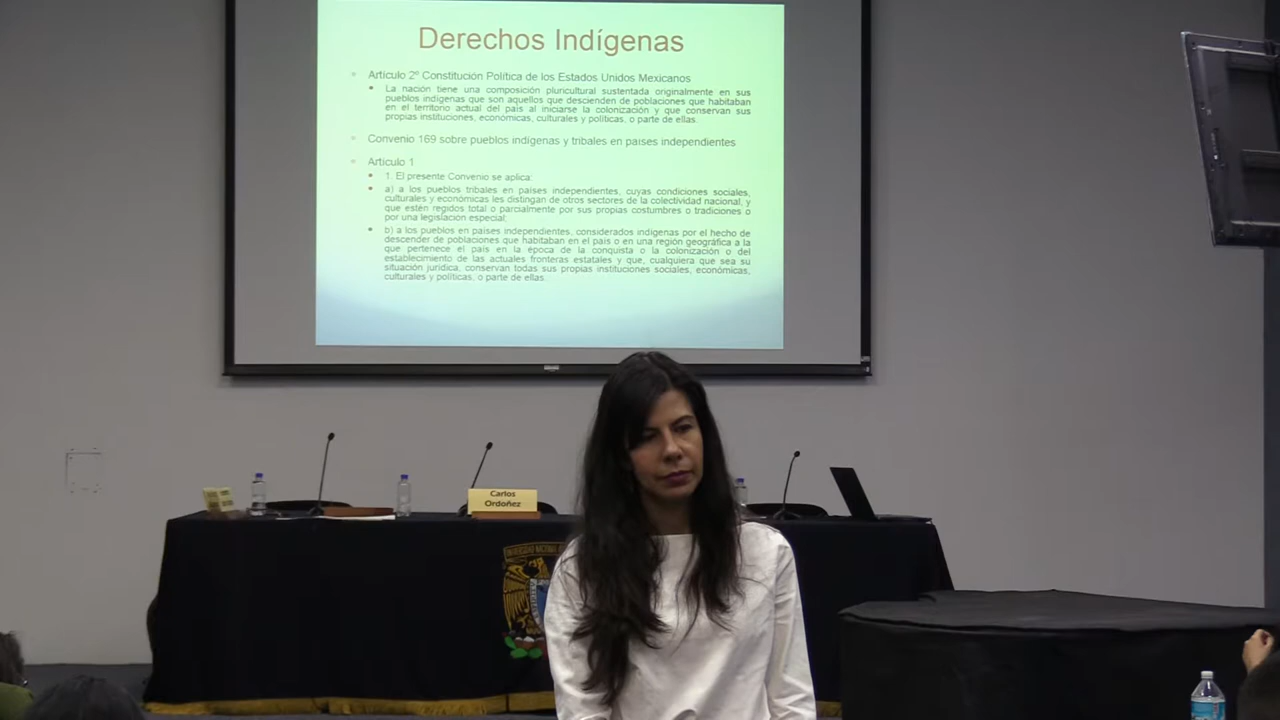 Derechos Indígenas
Artículo 2º Constitución Política de los Estados Unidos Mexicanos
La nación tiene una composición pluricultural sustentada originalmente en sus
pueblos indígenas que son aquellos que descienden de poblaciones que habitaban
en el territorio actual del país al iniciarse la colonización y que conservan sus
propias instituciones, económicas, culturales y políticas, o parte de ellas.
Convenio 169 sobre pueblos indígenas y tribales en países independientes
Artículo 1
1. El presente Convenio se aplica:
a) a los pueblos tribales en países independientes, cuyas condiciones sociales,
culturales y económicas les distingan de otros sectores de la colectividad nacional, y
que estén regidos total o parcialmente por sus propias costumbres o tradiciones o
por una legislación especial;
b) a los pueblos en países independientes, considerados indígenas por el hecho de
descender de poblaciones que habitaban en el país o en una región geográfica a la
que pertenece el país en la época de la conquista o la colonización o del
establecimiento de las actuales fronteras estatales y que, cualquiera que sea su
situación jurídica, conservan todas sus propias instituciones sociales, económicas,
culturales y políticas, o parte de ellas.
Carlos
Ordoñez
UNIVERSIDAD NACIONAL